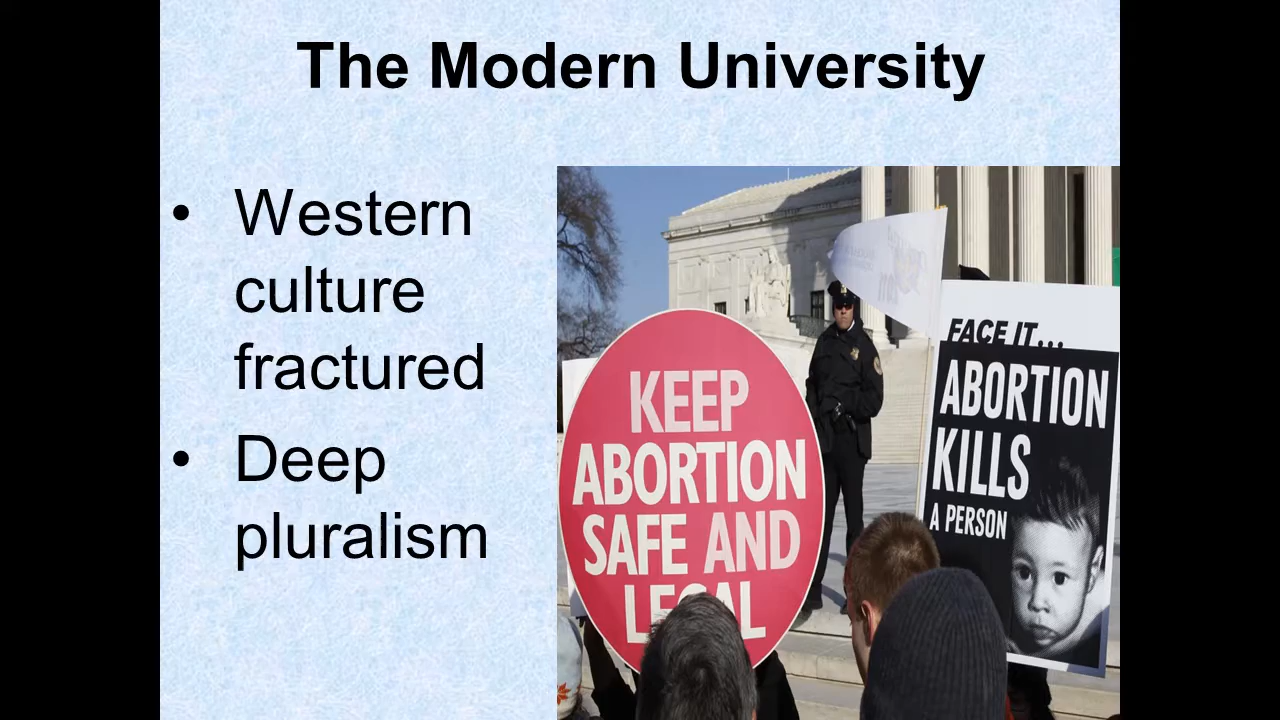 The Modern University
• Western
culture
fractured
• Deep
pluralism
KEEP
ABORTION
SAFE AND
LEGAL
FACE IT...
ABORTION
KILLS
A PERSON